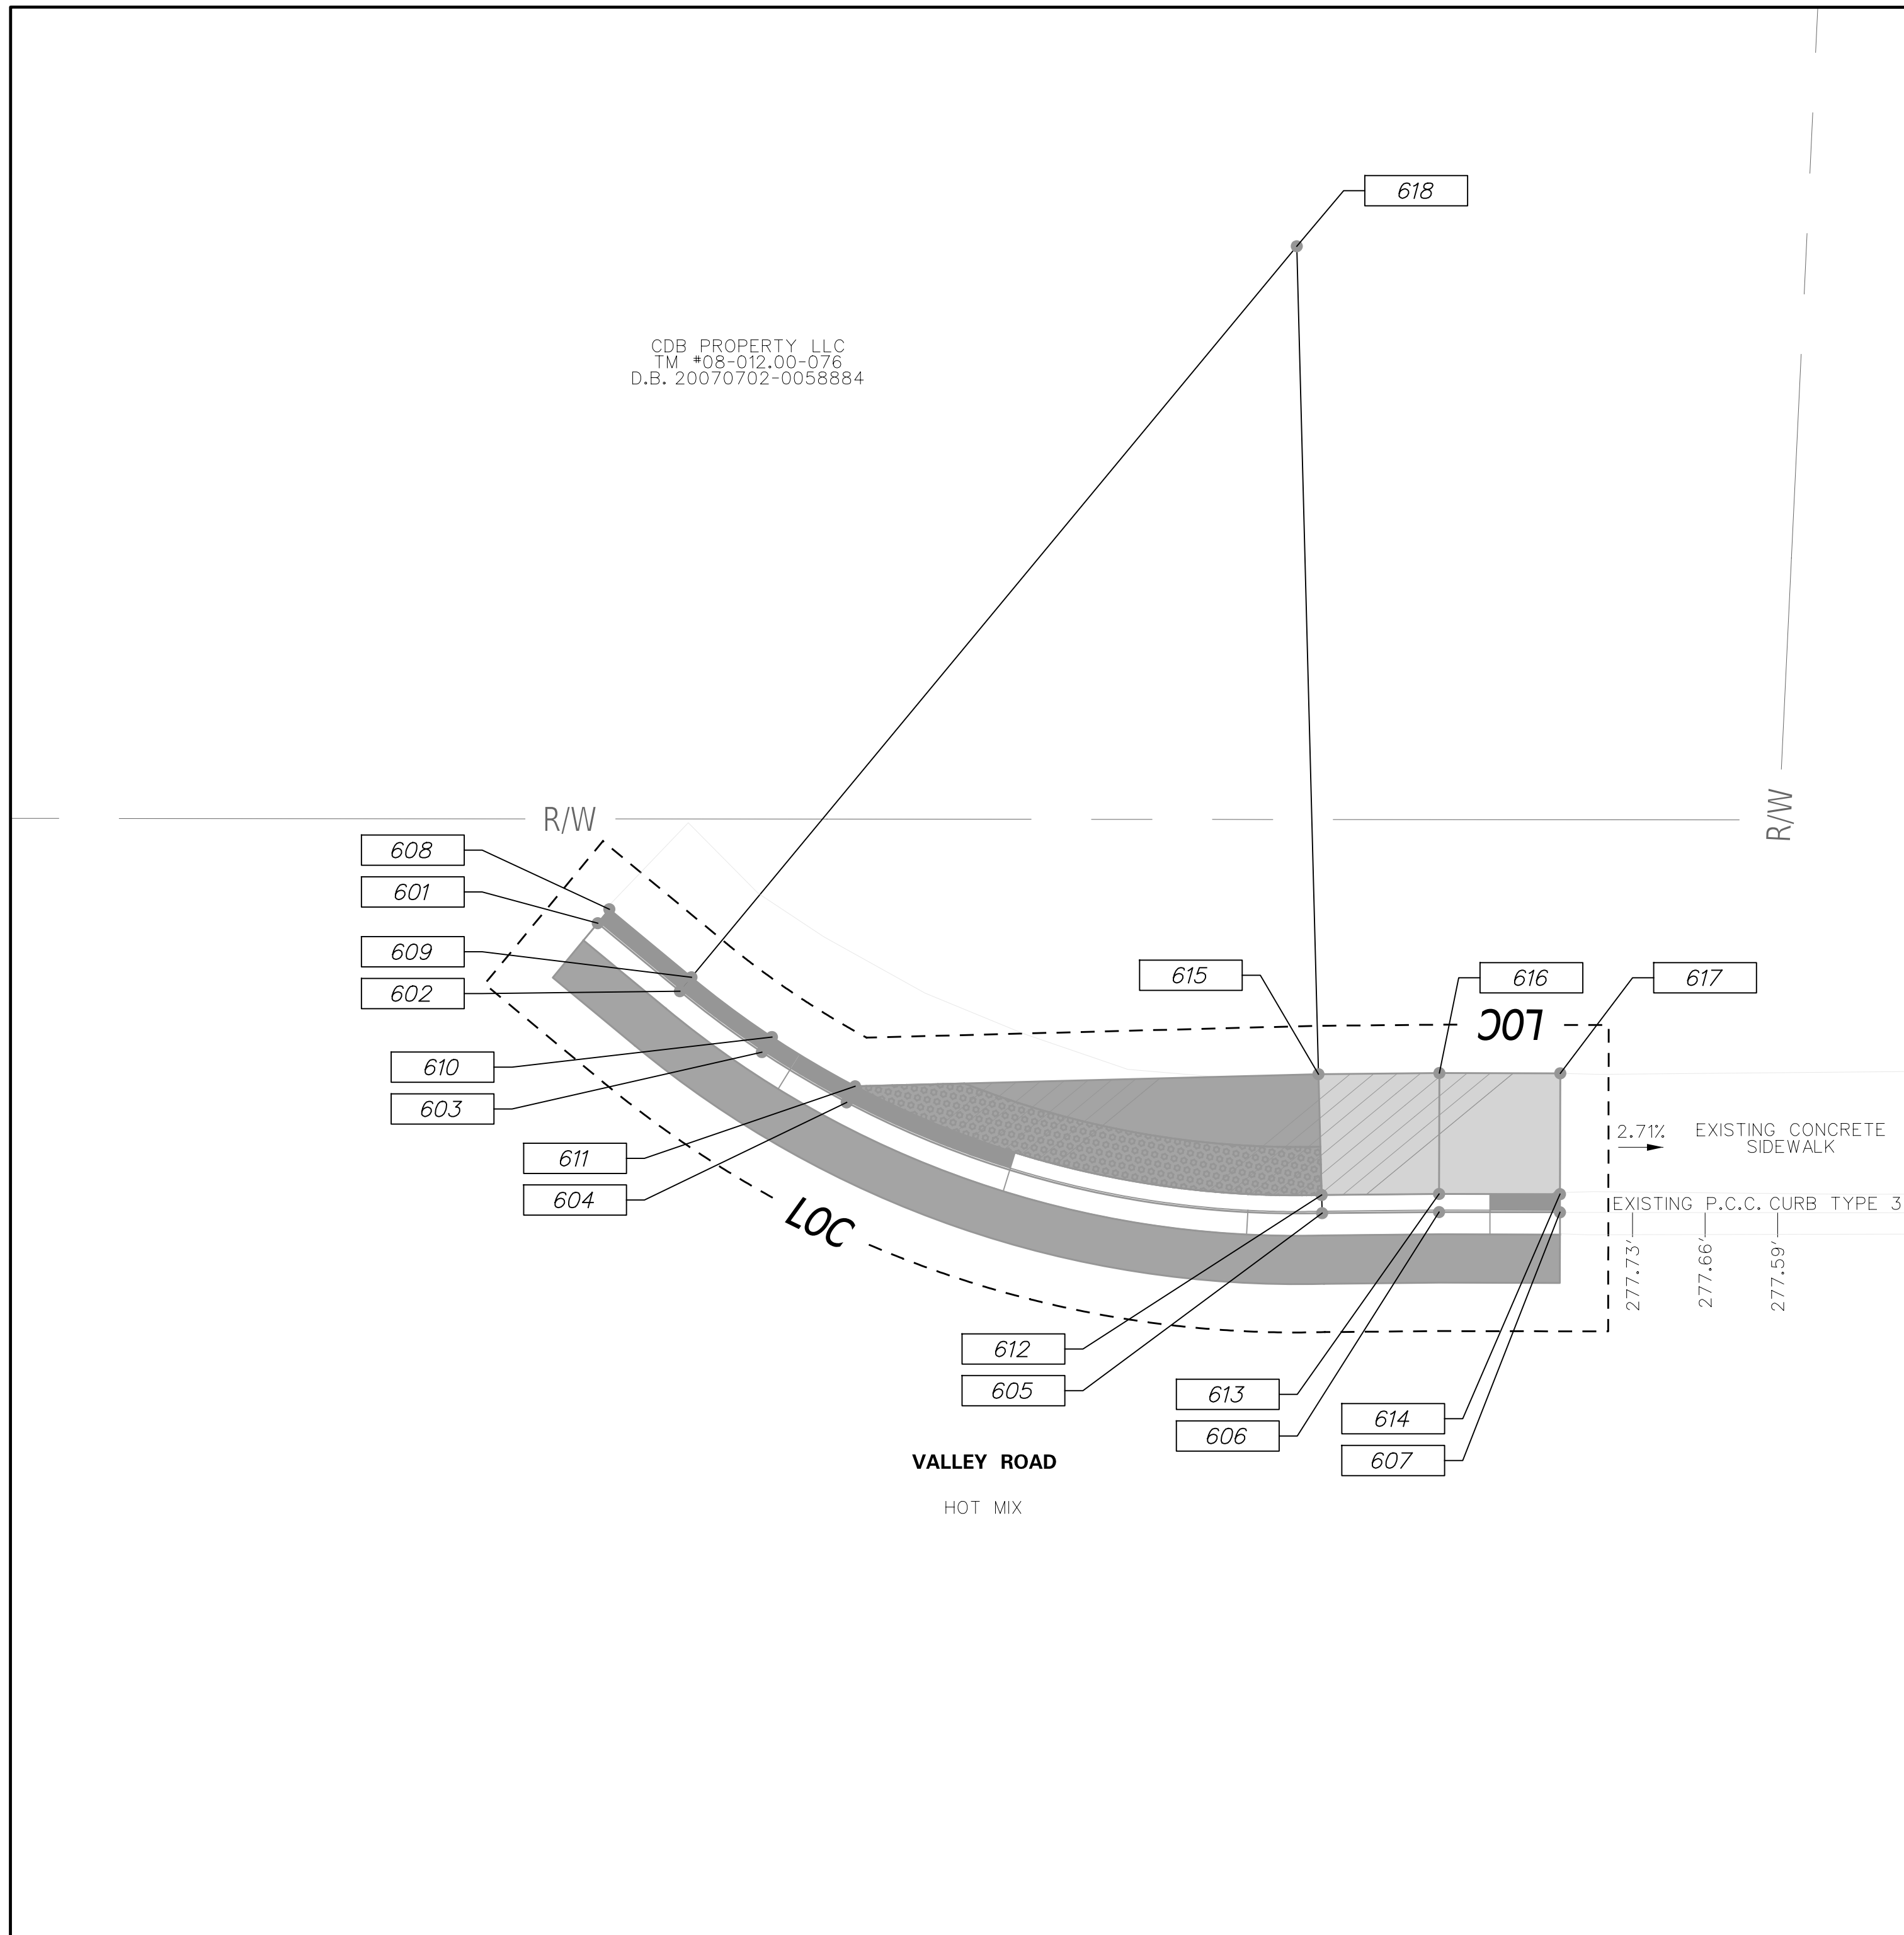 618
CDB PROPERTY LLC
TM #08-012.00-076
D.B. 20070702-0058884
R/W
R/W
608
601
609
602
615
616
617
LOC
610
603
2.71% EXISTING CONCRETE
SIDEWALK
611
604
LOC
EXISTING P.C.C. CURB TYPE 3
277.73'
277.66'
277.59'
612
605
613
606
614
607
VALLEY ROAD
HOT MIX